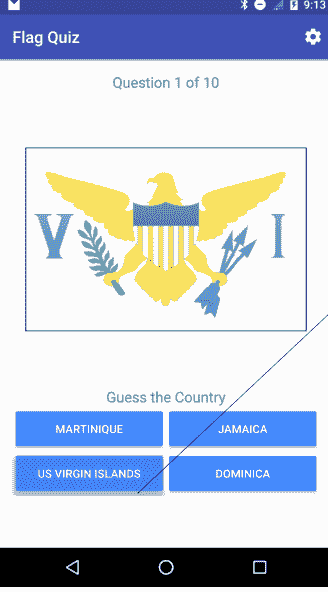 9:13
Flag Quiz
Question 1 of 10
V I
Guess the Country
MARTINIQUE JAMAICA
US VIRGIN ISLANDS DOMINICA